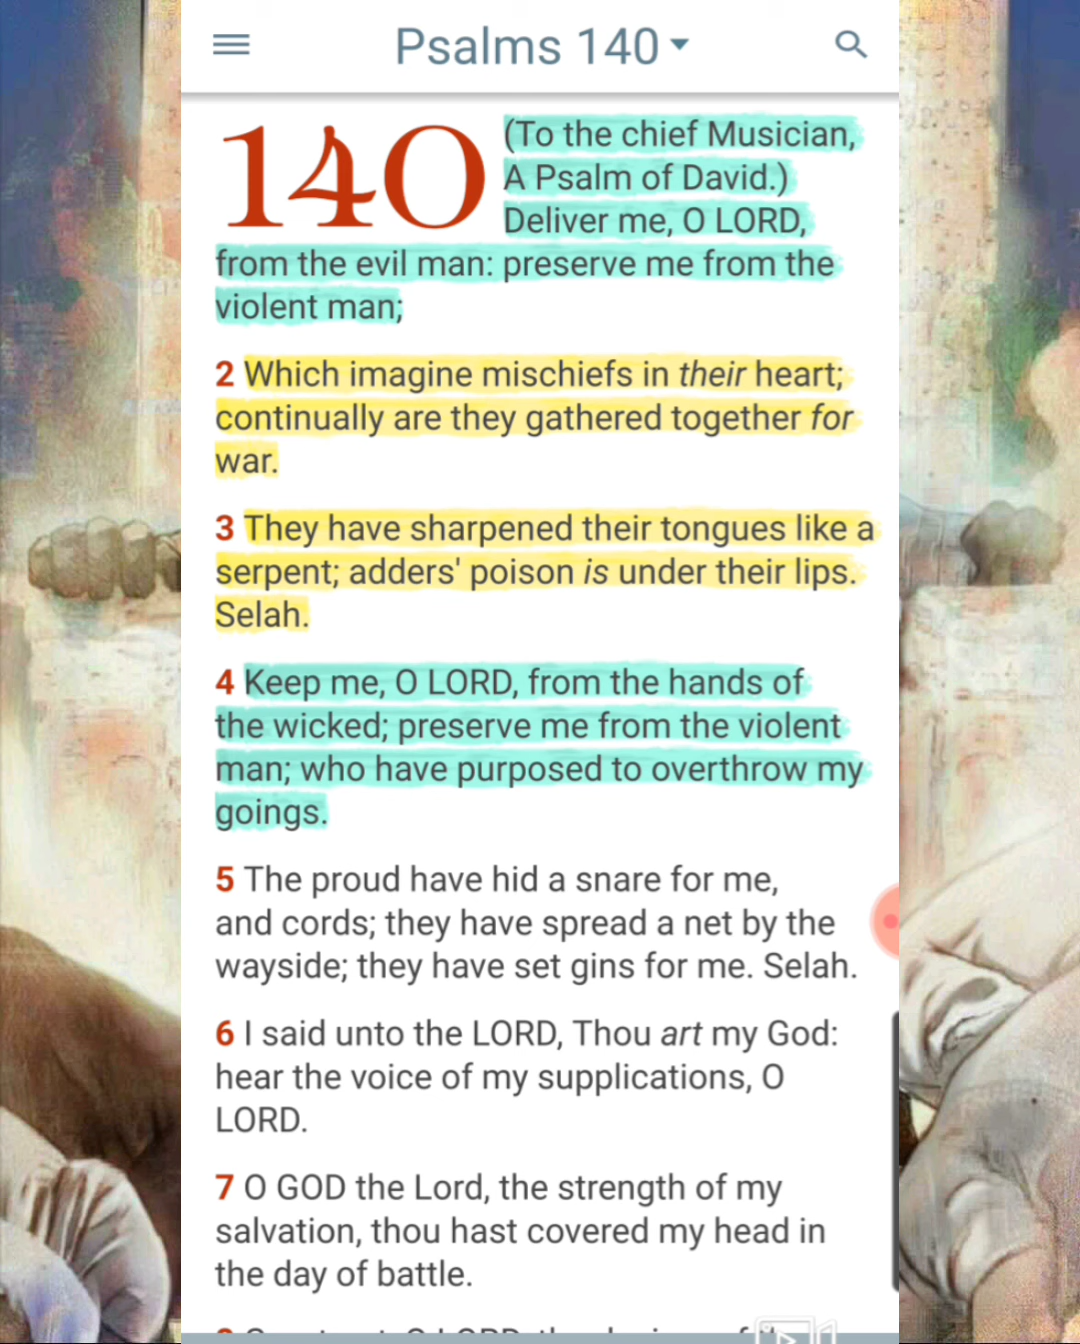 Psalms 140
140 (To the chief Musician,
A Psalm of David.)
Deliver me, O LORD,
from the evil man: preserve me from the
violent man;
2 Which imagine mischiefs in their heart;
continually are they gathered together for
war.
3 They have sharpened their tongues like a
serpent; adders' poison is under their lips.
Selah.
4 Keep me, O LORD, from the hands of
the wicked; preserve me from the violent
man; who have purposed to overthrow my
goings.
5 The proud have hid a snare for me,
and cords; they have spread a net by the
wayside; they have set gins for me. Selah.
6 I said unto the LORD, Thou art my God:
hear the voice of my supplications, O
LORD.
7 O GOD the Lord, the strength of my
salvation, thou hast covered my head in
the day of battle.